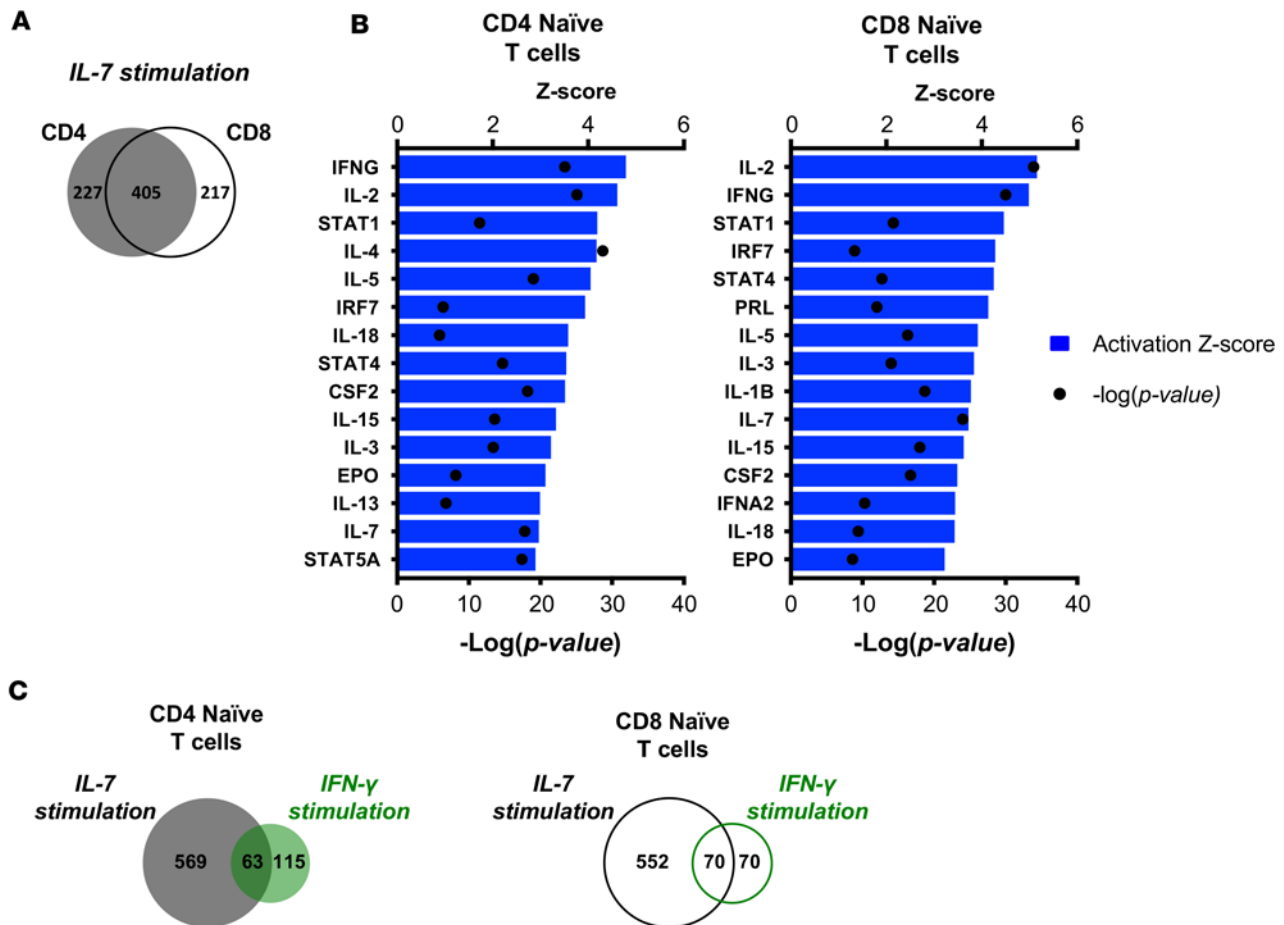 A
IL-7 stimulation
CD4
CD8
227
405
217
B
CD4 Naïve
T cells
Z-score
0 2 4 6
IFNG
IL-2
STAT1
IL-4
IL-5
IRF7
IL-18
STAT4
CSF2
IL-15
IL-3
EPO
IL-13
IL-7
STAT5A
0 10 20 30 40
-Log(p-value)
CD8 Naïve
T cells
Z-score
0 2 4 6
IL-2
IFNG
STAT1
IRF7
STAT4
PRL
IL-5
IL-3
IL-1B
IL-7
IL-15
CSF2
IFNA2
IL-18
EPO
0 10 20 30 40
-Log(p-value)
Activation Z-score
-log(p-value)
C
CD4 Naïve
T cells
IL-7
stimulation
IFN-γ
stimulation
569
63
115
CD8 Naïve
T cells
IL-7
stimulation
IFN-γ
stimulation
552
70
70